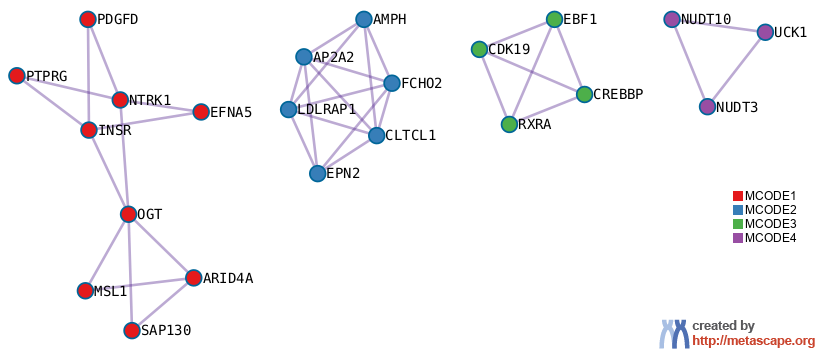 PDGFD
PTPRG
NTRK1
EFNA5
INSR
OGT
ARID4A
MSL1
SAP130
AMPH
AP2A2
FCHO2
LDLRAP1
CLTCL1
EPN2
EBF1
CDK19
CREBBP
RXRA
NUDT10
UCK1
NUDT3
MCODE1
MCODE2
MCODE3
MCODE4
created by
http://metascape.org